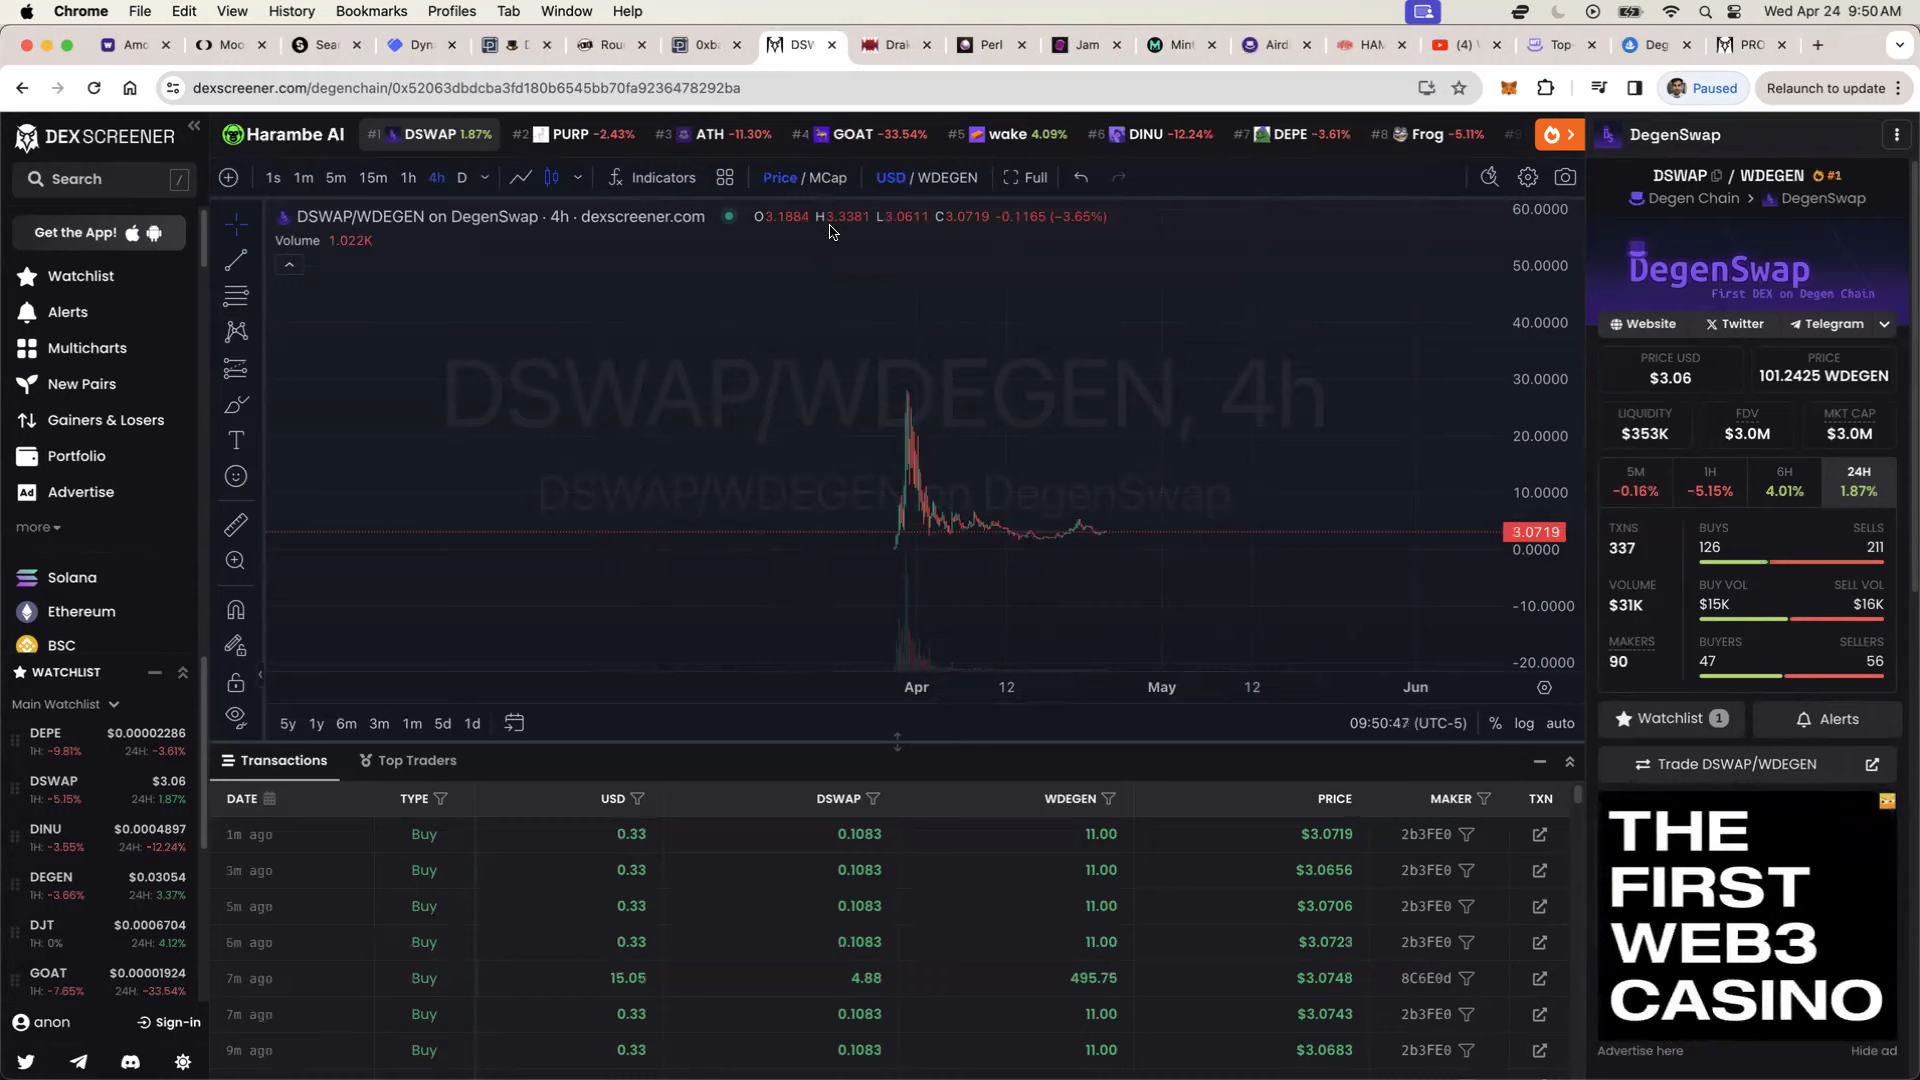 Chrome File Edit View History Bookmarks Profiles Tab Window Help Wed Apr 24 9:50 AM
Amc Moo Sear Dyna D Rou 0xba DSW Drak Perl Jam Mint Aird HAM (4) \ Top- Deg PRO
dexscreener.com/degenchain/0x52063dbdcba3fd180b6545bb70fa9236478292ba Paused Relaunch to update
DEX SCREENER
Harambe AI #1 DSWAP 1.87% #2 PURP -2.43% #3 ATH -11.30% #4 GOAT -33.54% #5 wake 4.09% #6 DINU -12.24% #7 DEPE -3.61% #8 Frog -5.11% #9
DegenSwap
Search /
1s 1m 5m 15m 1h 4h D Indicators Price / MCap USD / WDEGEN Full
DSWAP / WDEGEN #1
Degen Chain > DegenSwap
DSWAP/WDEGEN on DegenSwap · 4h · dexscreener.com O3.1884 H3.3381 L3.0611 C3.0719 -0.1165 (−3.65%)
Volume 1.022K
DSWAP/WDEGEN, 4h
DSWAP/WDEGEN on DegenSwap
60.0000
50.0000
40.0000
30.0000
20.0000
10.0000
3.0719
0.0000
-10.0000
-20.0000
Apr 12 May 12 Jun
5y 1y 6m 3m 1m 5d 1d 09:50:47 (UTC-5) % log auto
Get the App!
Watchlist
Alerts
Multicharts
New Pairs
Gainers & Losers
Portfolio
Ad Advertise
more
Solana
Ethereum
BSC
WATCHLIST
Main Watchlist
DEPE $0.00002286
1H: -9.81% 24H: -3.61%
DSWAP $3.06
1H: -5.15% 24H: 1.87%
DINU $0.0004897
1H: -3.55% 24H: -12.24%
DEGEN $0.03054
1H: -3.66% 24H: 3.37%
DJT $0.0006704
1H: 0% 24H: 4.12%
GOAT $0.00001924
1H: -7.65% 24H: -33.54%
anon Sign-in
Transactions Top Traders
DATE TYPE USD DSWAP WDEGEN PRICE MAKER TXN
1m ago Buy 0.33 0.1083 11.00 $3.0719 2b3FE0
3m ago Buy 0.33 0.1083 11.00 $3.0656 2b3FE0
5m ago Buy 0.33 0.1083 11.00 $3.0706 2b3FE0
6m ago Buy 0.33 0.1083 11.00 $3.0723 2b3FE0
7m ago Buy 15.05 4.88 495.75 $3.0748 8C6E0d
7m ago Buy 0.33 0.1083 11.00 $3.0743 2b3FE0
9m ago Buy 0.33 0.1083 11.00 $3.0683 2b3FE0
DegenSwap
First DEX on Degen Chain
Website Twitter Telegram
PRICE USD PRICE
$3.06 101.2425 WDEGEN
LIQUIDITY FDV MKT CAP
$353K $3.0M $3.0M
5M 1H 6H 24H
-0.16% -5.15% 4.01% 1.87%
TXNS BUYS SELLS
337 126 211
VOLUME BUY VOL SELL VOL
$31K $15K $16K
MAKERS BUYERS SELLERS
90 47 56
Watchlist 1 Alerts
Trade DSWAP/WDEGEN
THE
FIRST
WEB3
CASINO
Advertise here Hide ad